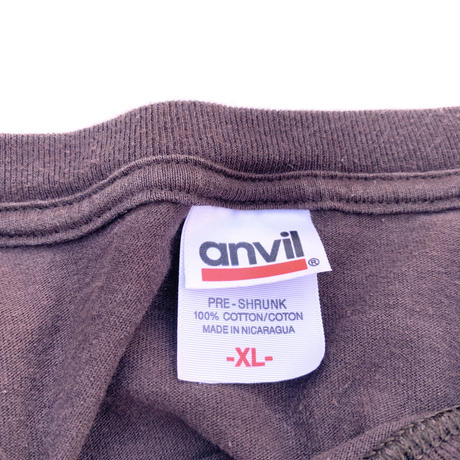 anvil®
PRE-SHRUNK
100% COTTON/COTON
MADE IN NICARAGUA
-XL-